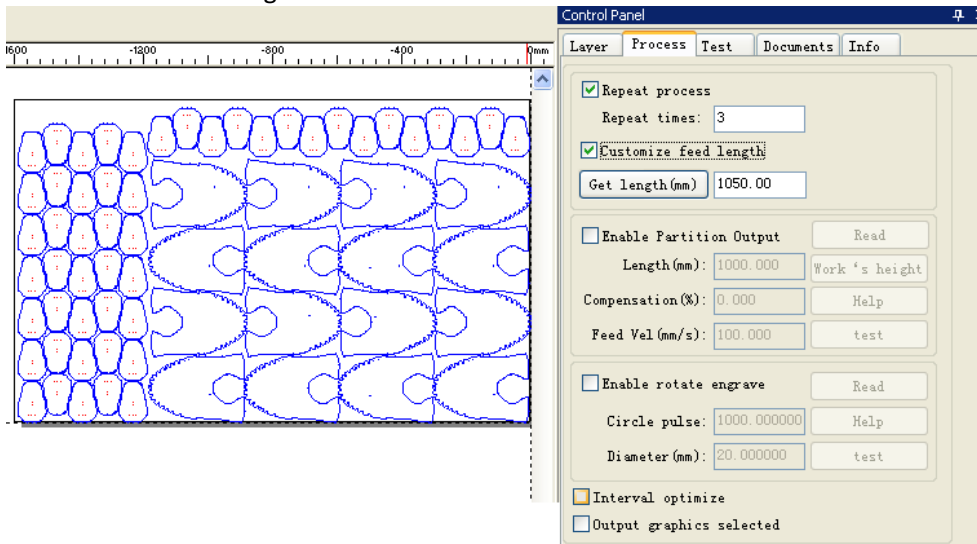 Control Panel
Layer Process Test Documents Info
1600 -1200 -800 -400 0mm
Repeat process
Repeat times: 3
Customize feed length
Get length(mm) 1050.00
Enable Partition Output Read
Length(mm): 1000.000 Work 's height
Compensation(%): 0.000 Help
Feed Vel(mm/s): 100.000 test
Enable rotate engrave Read
Circle pulse: 1000.000000 Help
Diameter(mm): 20.000000 test
Interval optimize
Output graphics selected